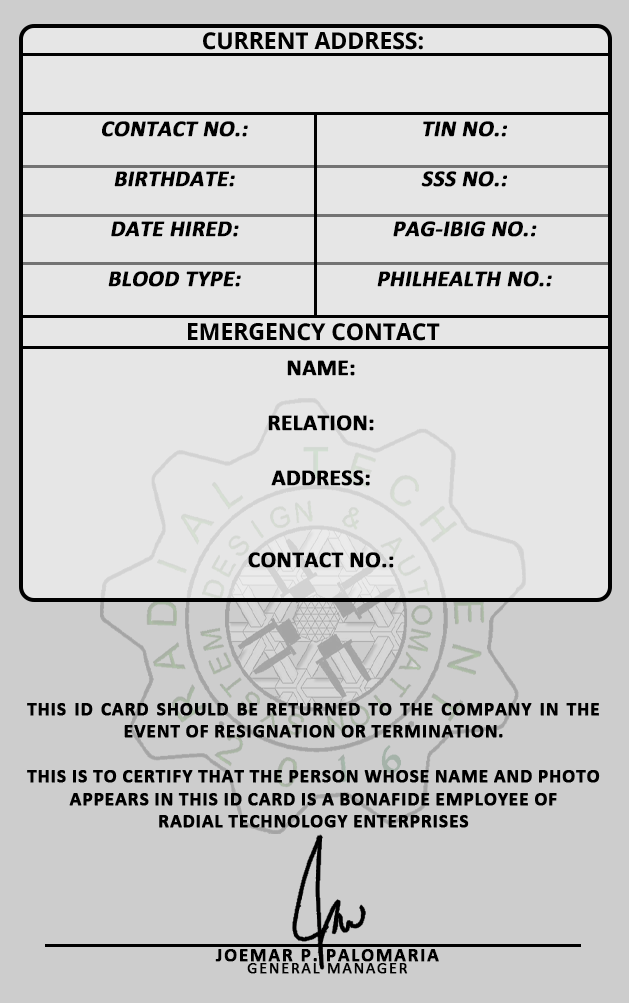 CURRENT ADDRESS:
CONTACT NO.:
TIN NO.:
BIRTHDATE:
SSS NO.:
DATE HIRED:
PAG-IBIG NO.:
BLOOD TYPE:
PHILHEALTH NO.:
EMERGENCY CONTACT
NAME:
RELATION:
ADDRESS:
CONTACT NO.:
RADIAL TECH ENT
DESIGN & AUTOMATION SYSTEM
2016
THIS ID CARD SHOULD BE RETURNED TO THE COMPANY IN THE
EVENT OF RESIGNATION OR TERMINATION.
THIS IS TO CERTIFY THAT THE PERSON WHOSE NAME AND PHOTO
APPEARS IN THIS ID CARD IS A BONAFIDE EMPLOYEE OF
RADIAL TECHNOLOGY ENTERPRISES
JOEMAR P. PALOMARIA
GENERAL MANAGER